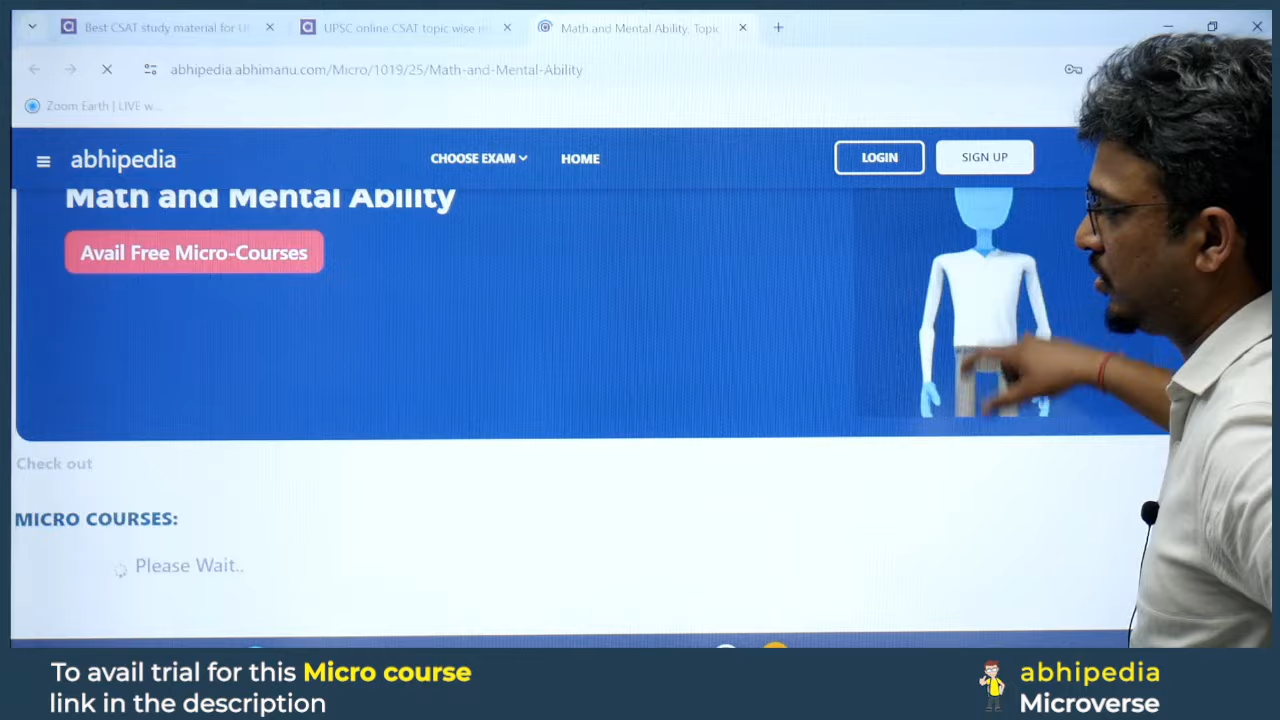 Best CSAT study material for U
UPSC online CSAT topic wise
Math and Mental Ability, Topic
abhipedia.abhimanu.com/Micro/1019/25/Math-and-Mental-Ability
Zoom Earth | LIVE w...
abhipedia
CHOOSE EXAM
HOME
LOGIN
SIGN UP
Math and Mental Ability
Avail Free Micro-Courses
Check out
MICRO COURSES:
Please Wait..
To avail trial for this Micro course
link in the description
abhipedia
Microverse